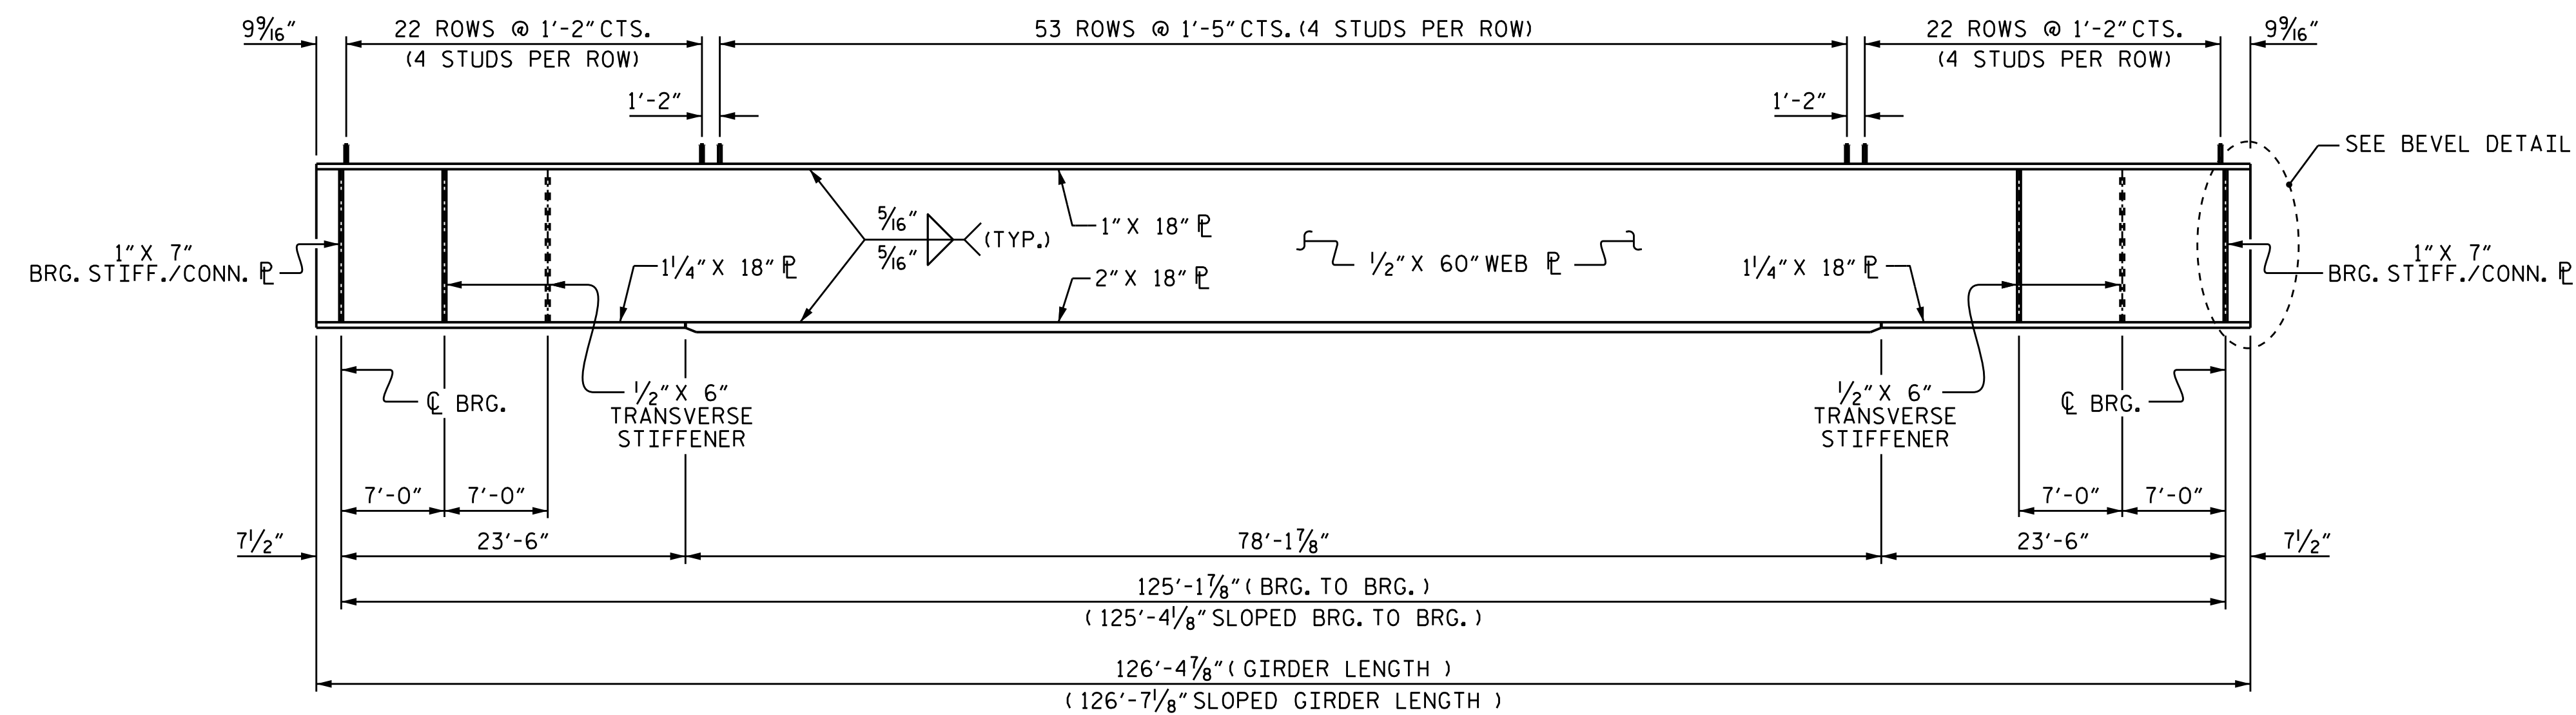 9 9/16" 22 ROWS @ 1'-2" CTS. 53 ROWS @ 1'-5" CTS. (4 STUDS PER ROW) 22 ROWS @ 1'-2" CTS. 9 9/16"
(4 STUDS PER ROW) (4 STUDS PER ROW)
1'-2" 1'-2"
SEE BEVEL DETAIL
5/16"
(TYP.)
5/16"
1" X 18" ℙL
1" X 7"
BRG. STIFF./CONN. ℙL
1 1/4" X 18" ℙL
2" X 18" ℙL
1/2" X 60" WEB ℙL
1 1/4" X 18" ℙL
1" X 7"
BRG. STIFF./CONN. ℙL
℄ BRG.
1/2" X 6"
TRANSVERSE
STIFFENER
1/2" X 6"
TRANSVERSE
STIFFENER
℄ BRG.
7'-0" 7'-0" 7'-0" 7'-0"
7 1/2" 23'-6" 78'-1 7/8" 23'-6" 7 1/2"
125'-1 7/8" ( BRG. TO BRG. )
( 125'-4 1/8" SLOPED BRG. TO BRG. )
126'-4 7/8" ( GIRDER LENGTH )
( 126'-7 1/8" SLOPED GIRDER LENGTH )